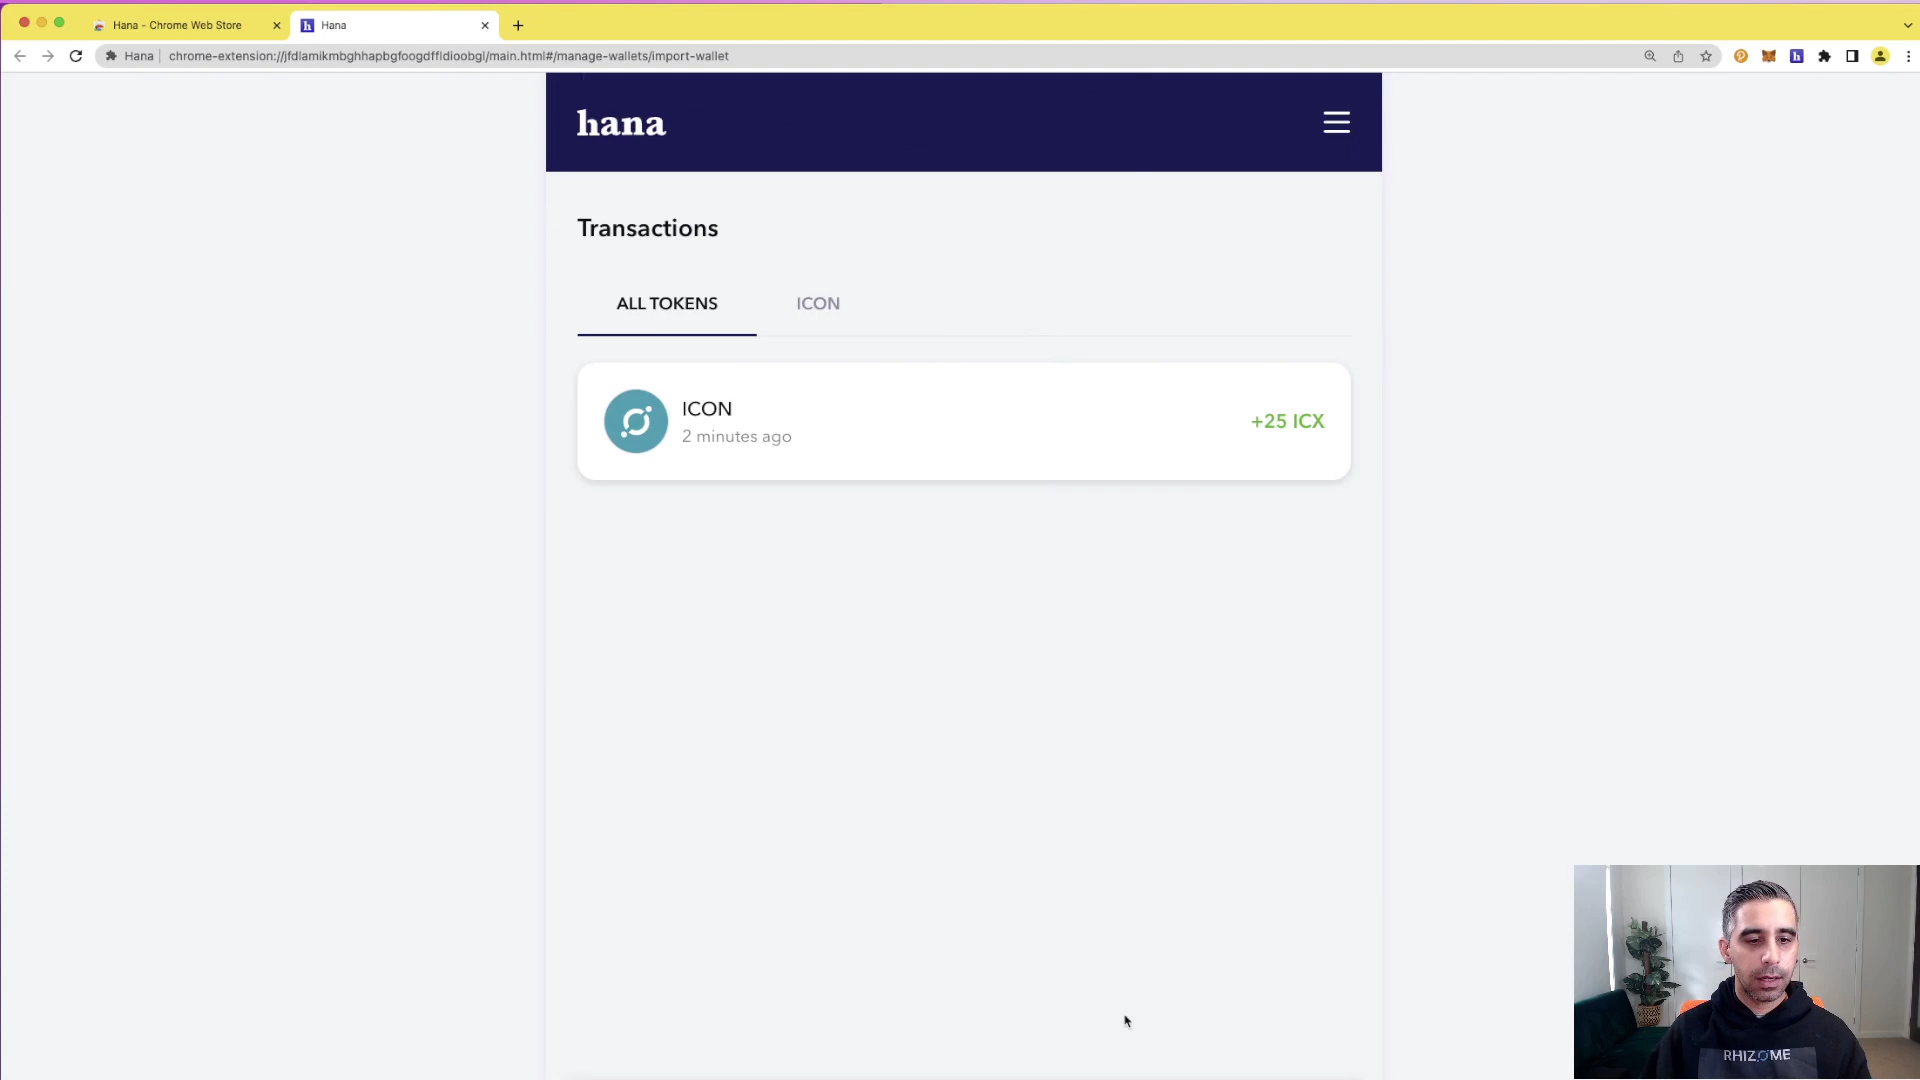 Hana - Chrome Web Store
Hana
Hana
chrome-extension://jfdlamikmbghhapbgfoogdffldioobgl/main.html#/manage-wallets/import-wallet
hana
Transactions
ALL TOKENS
ICON
ICON
2 minutes ago
+25 ICX
RHIZOME